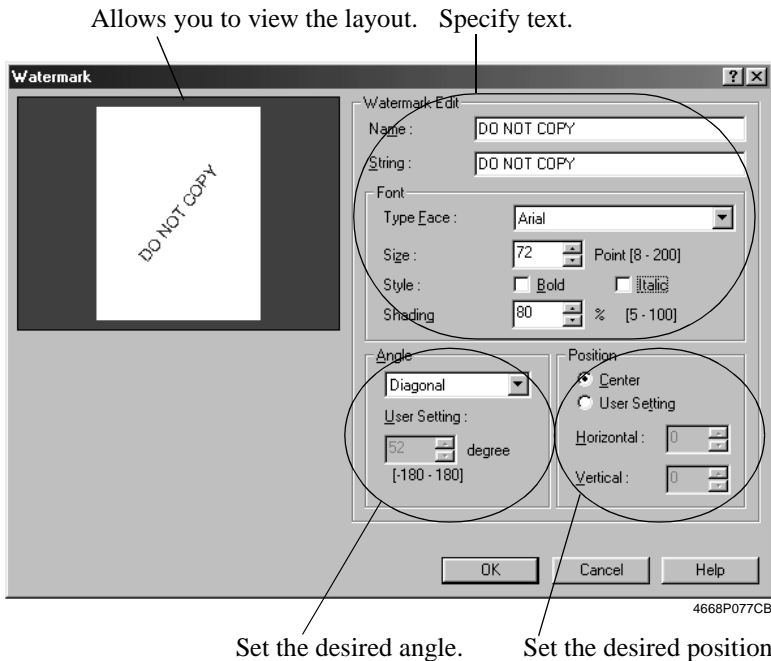 Allows you to view the layout. Specify text.
Watermark
DO NOT COPY
Watermark Edit
Name : DO NOT COPY
String : DO NOT COPY
Font
Type Face : Arial
Size : 72 Point [8 - 200]
Style : Bold Italic
Shading 80 % [5 - 100]
Angle
Diagonal
User Setting :
52 degree
[-180 - 180]
Position
Center
User Setting
Horizontal : 0
Vertical : 0
OK Cancel Help
4668P077CB
Set the desired angle. Set the desired position